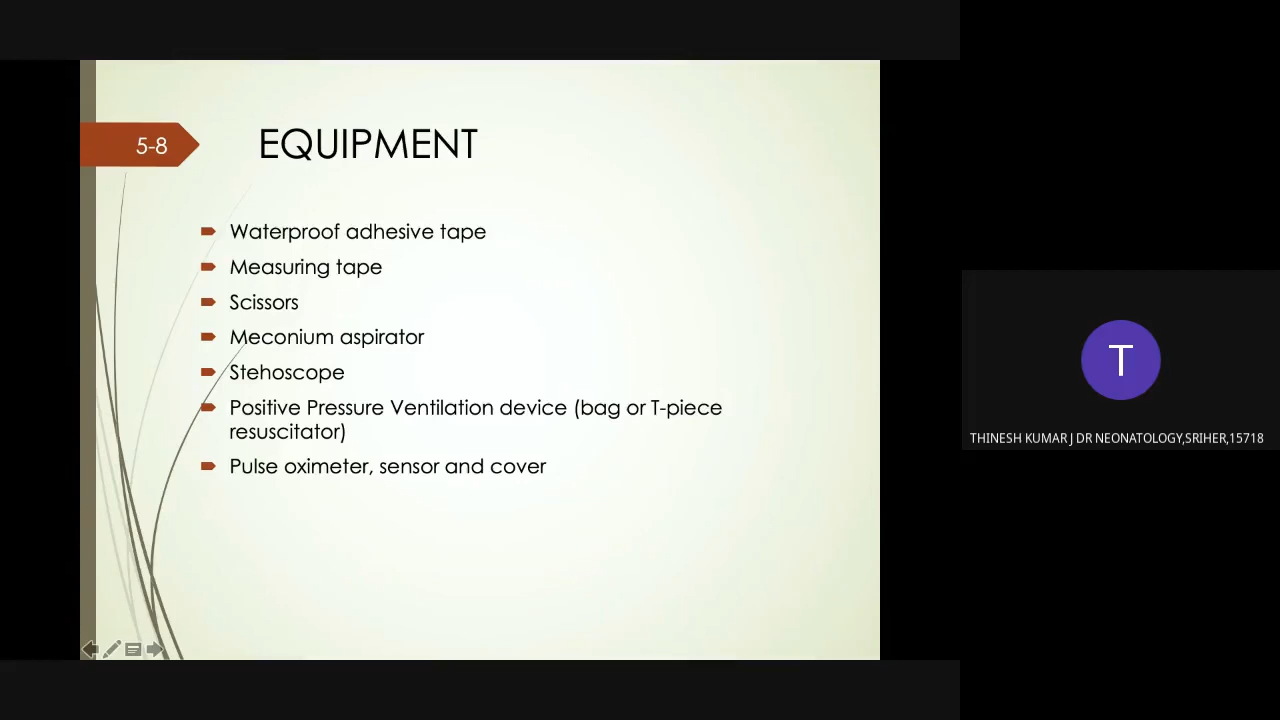 5-8
EQUIPMENT
Waterproof adhesive tape
Measuring tape
Scissors
Meconium aspirator
Stehoscope
Positive Pressure Ventilation device (bag or T-piece
resuscitator)
Pulse oximeter, sensor and cover
T
THINESH KUMAR J DR NEONATOLOGY,SRIHER,15718